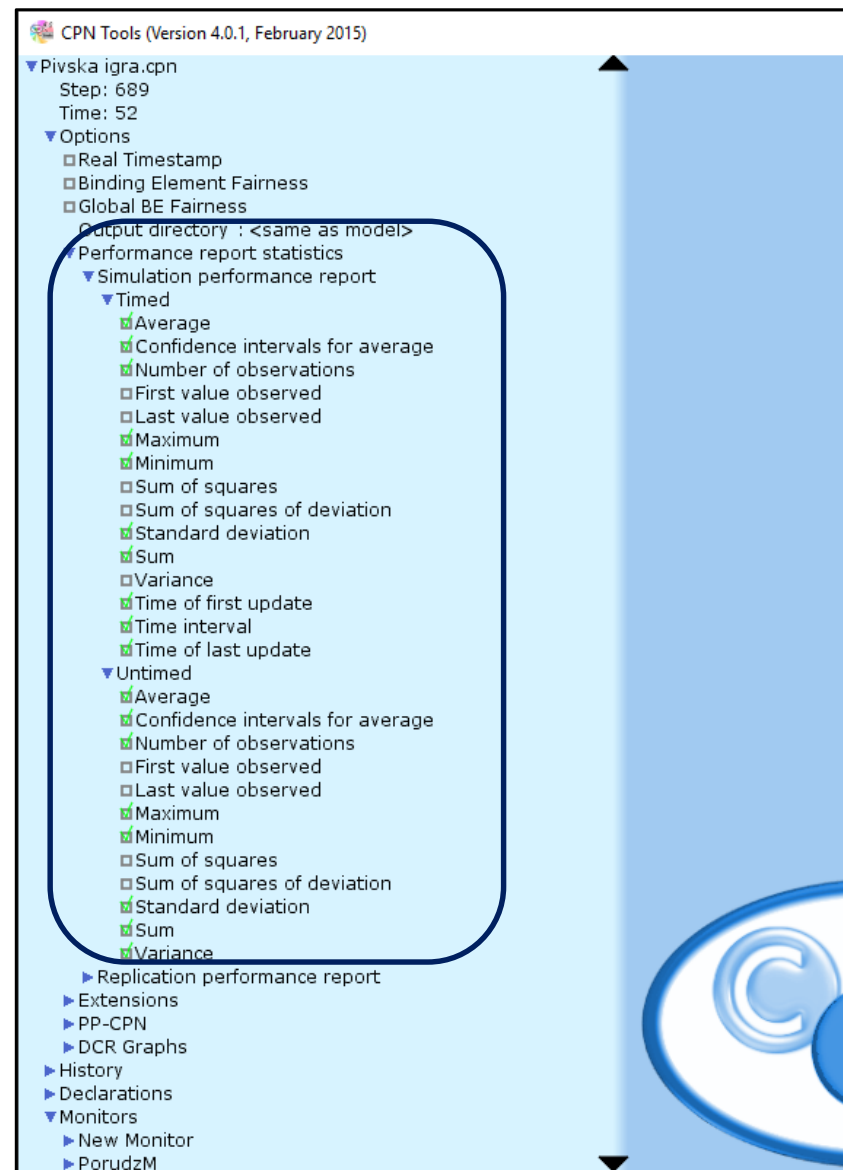 CPN Tools (Version 4.0.1, February 2015)
Pivska igra.cpn
Step: 689
Time: 52
Options
Real Timestamp
Binding Element Fairness
Global BE Fairness
Output directory : <same as model>
Performance report statistics
Simulation performance report
Timed
Average
Confidence intervals for average
Number of observations
First value observed
Last value observed
Maximum
Minimum
Sum of squares
Sum of squares of deviation
Standard deviation
Sum
Variance
Time of first update
Time interval
Time of last update
Untimed
Average
Confidence intervals for average
Number of observations
First value observed
Last value observed
Maximum
Minimum
Sum of squares
Sum of squares of deviation
Standard deviation
Sum
Variance
Replication performance report
Extensions
PP-CPN
DCR Graphs
History
Declarations
Monitors
New Monitor
PorudzM
C